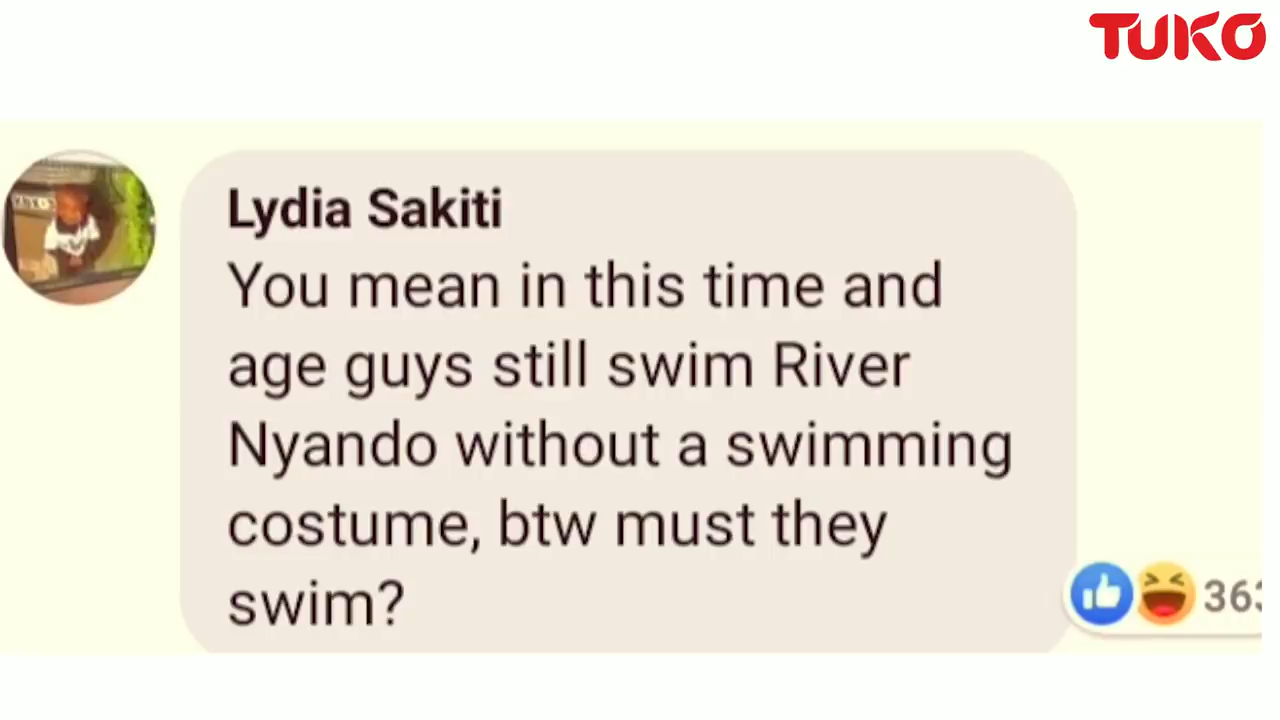 TUKO
Lydia Sakiti
You mean in this time and
age guys still swim River
Nyando without a swimming
costume, btw must they
swim?
363